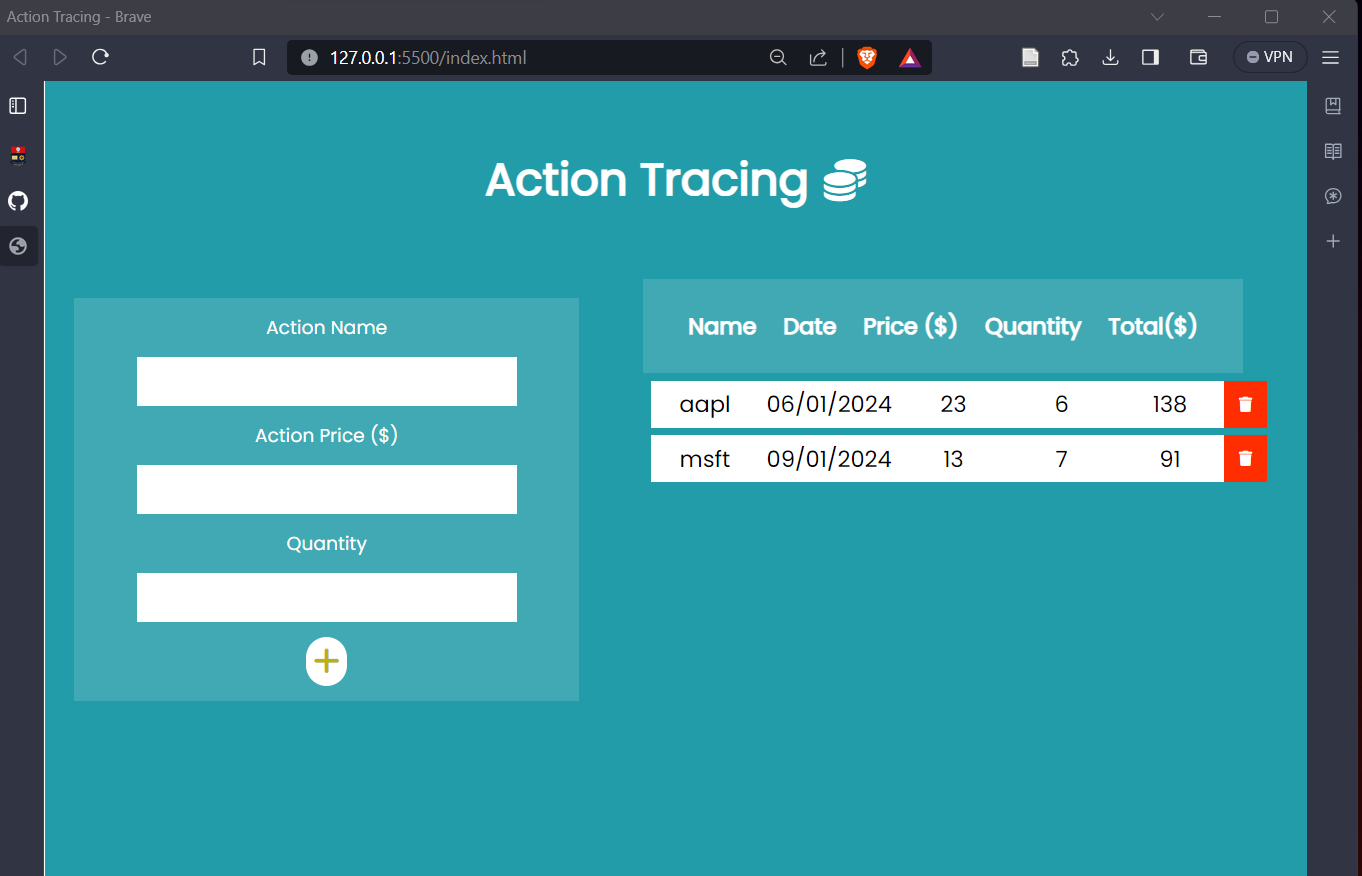 Action Tracing - Brave
127.0.0.1:5500/index.html
VPN
Action Tracing
Action Name
Action Price ($)
Quantity
Name Date Price ($) Quantity Total($)
aapl 06/01/2024 23 6 138
msft 09/01/2024 13 7 91